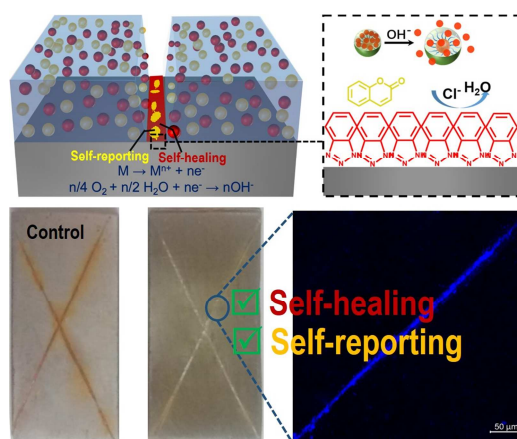 OH⁻
Cl⁻
H₂O
O
O
N N N N N N
Self-reporting
Self-healing
M → Mⁿ⁺ + ne⁻
n/4 O₂ + n/2 H₂O + ne⁻ → nOH⁻
Control
Self-healing
Self-reporting
50 µm